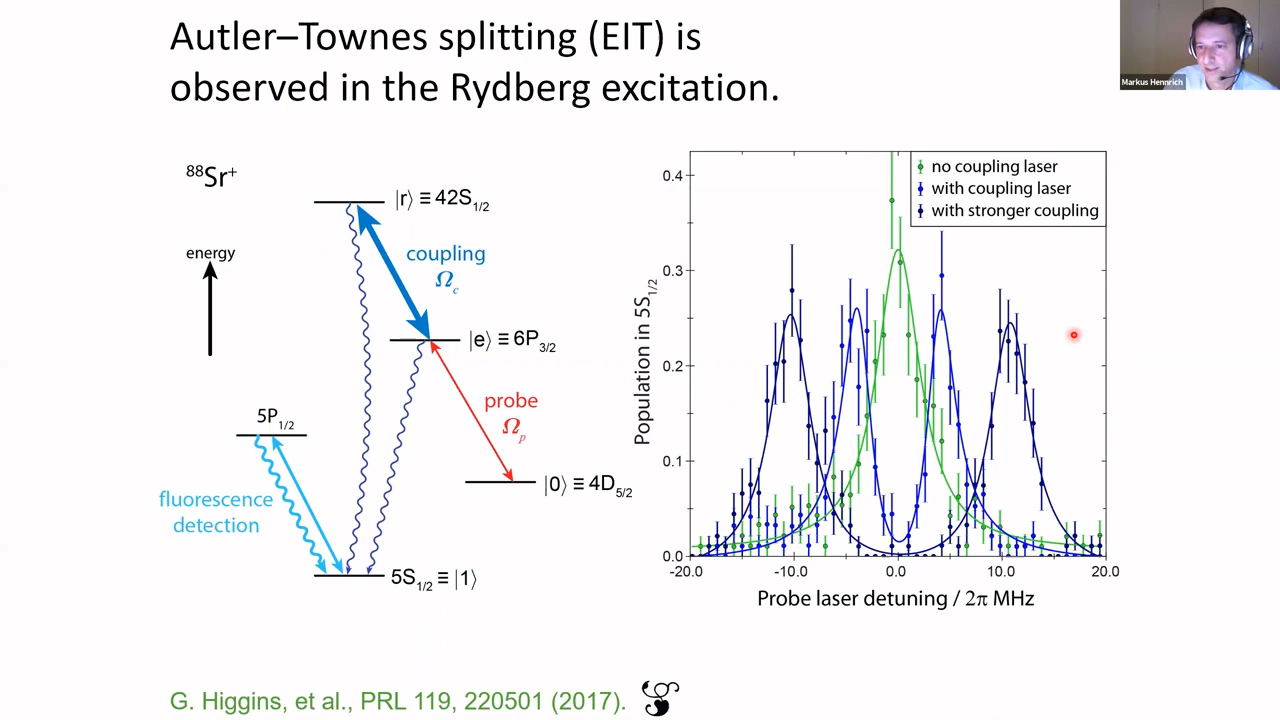 Autler–Townes splitting (EIT) is
observed in the Rydberg excitation.
Markus Hennrich
⁸⁸Sr⁺
energy
|r⟩ ≡ 42S₁/₂
coupling
Ω_c
|e⟩ ≡ 6P₃/₂
probe
Ω_p
5P₁/₂
|0⟩ ≡ 4D₅/₂
fluorescence
detection
5S₁/₂ ≡ |1⟩
no coupling laser
with coupling laser
with stronger coupling
Population in 5S₁/₂
0.4
0.3
0.2
0.1
0.0
-20.0 -10.0 0.0 10.0 20.0
Probe laser detuning / 2π MHz
G. Higgins, et al., PRL 119, 220501 (2017).